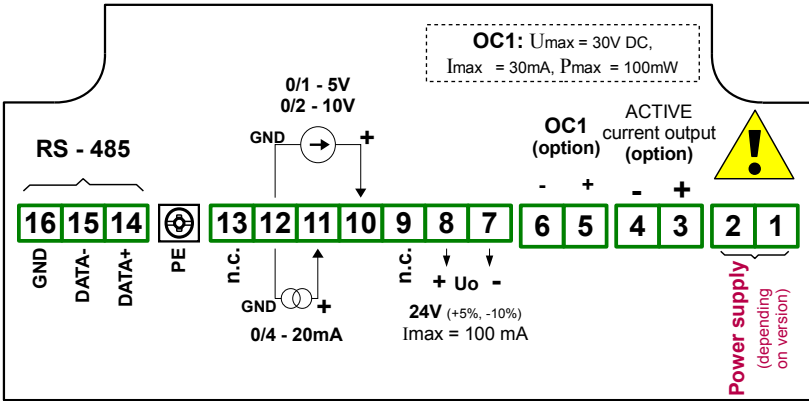 OC1: Umax = 30V DC,
Imax = 30mA, Pmax = 100mW
0/1 - 5V
0/2 - 10V
GND
+
RS - 485
OC1
(option)
- +
ACTIVE
current output
(option)
- +
!
16 15 14 13 12 11 10 9 8 7 6 5 4 3 2 1
GND
DATA-
DATA+
PE
n.c.
GND +
0/4 - 20mA
n.c.
+ Uo -
24V (+5%, -10%)
Imax = 100 mA
Power supply
(depending
on version)